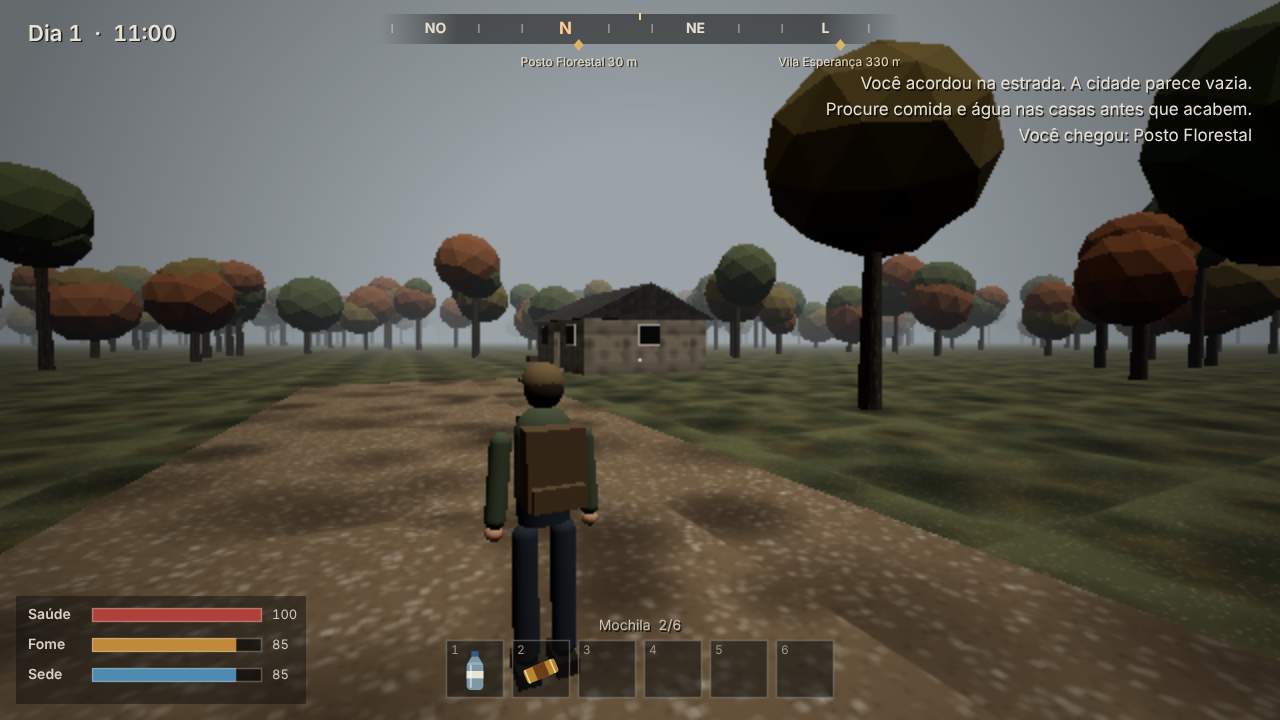 Dia 1 · 11:00
NO N NE L
Posto Florestal 30 m
Vila Esperança 330 m
Você acordou na estrada. A cidade parece vazia.
Procure comida e água nas casas antes que acabem.
Você chegou: Posto Florestal
Saúde 100
Fome 85
Sede 85
Mochila 2/6
1 2 3 4 5 6